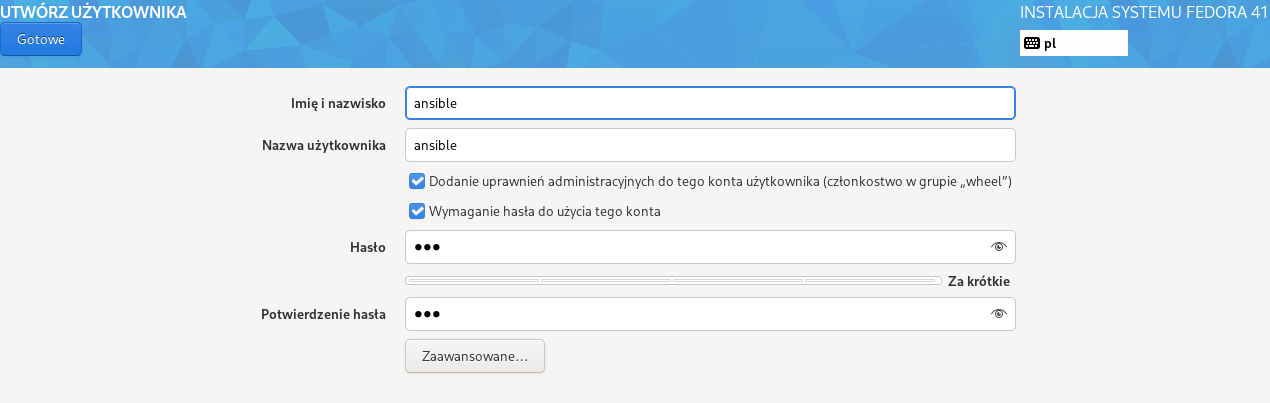 UTWÓRZ UŻYTKOWNIKA
INSTALACJA SYSTEMU FEDORA 41
Gotowe
pl
Imię i nazwisko
ansible
Nazwa użytkownika
ansible
Dodanie uprawnień administracyjnych do tego konta użytkownika (członkostwo w grupie „wheel”)
Wymaganie hasła do użycia tego konta
Hasło
●●●
Za krótkie
Potwierdzenie hasła
●●●
Zaawansowane…